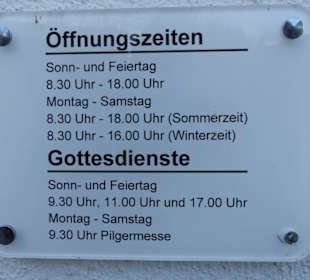 Öffnungszeiten
Sonn- und Feiertag
8.30 Uhr - 18.00 Uhr
Montag - Samstag
8.30 Uhr - 18.00 Uhr (Sommerzeit)
8.30 Uhr - 16.00 Uhr (Winterzeit)
Gottesdienste
Sonn- und Feiertag
9.30 Uhr, 11.00 Uhr und 17.00 Uhr
Montag - Samstag
9.30 Uhr Pilgermesse